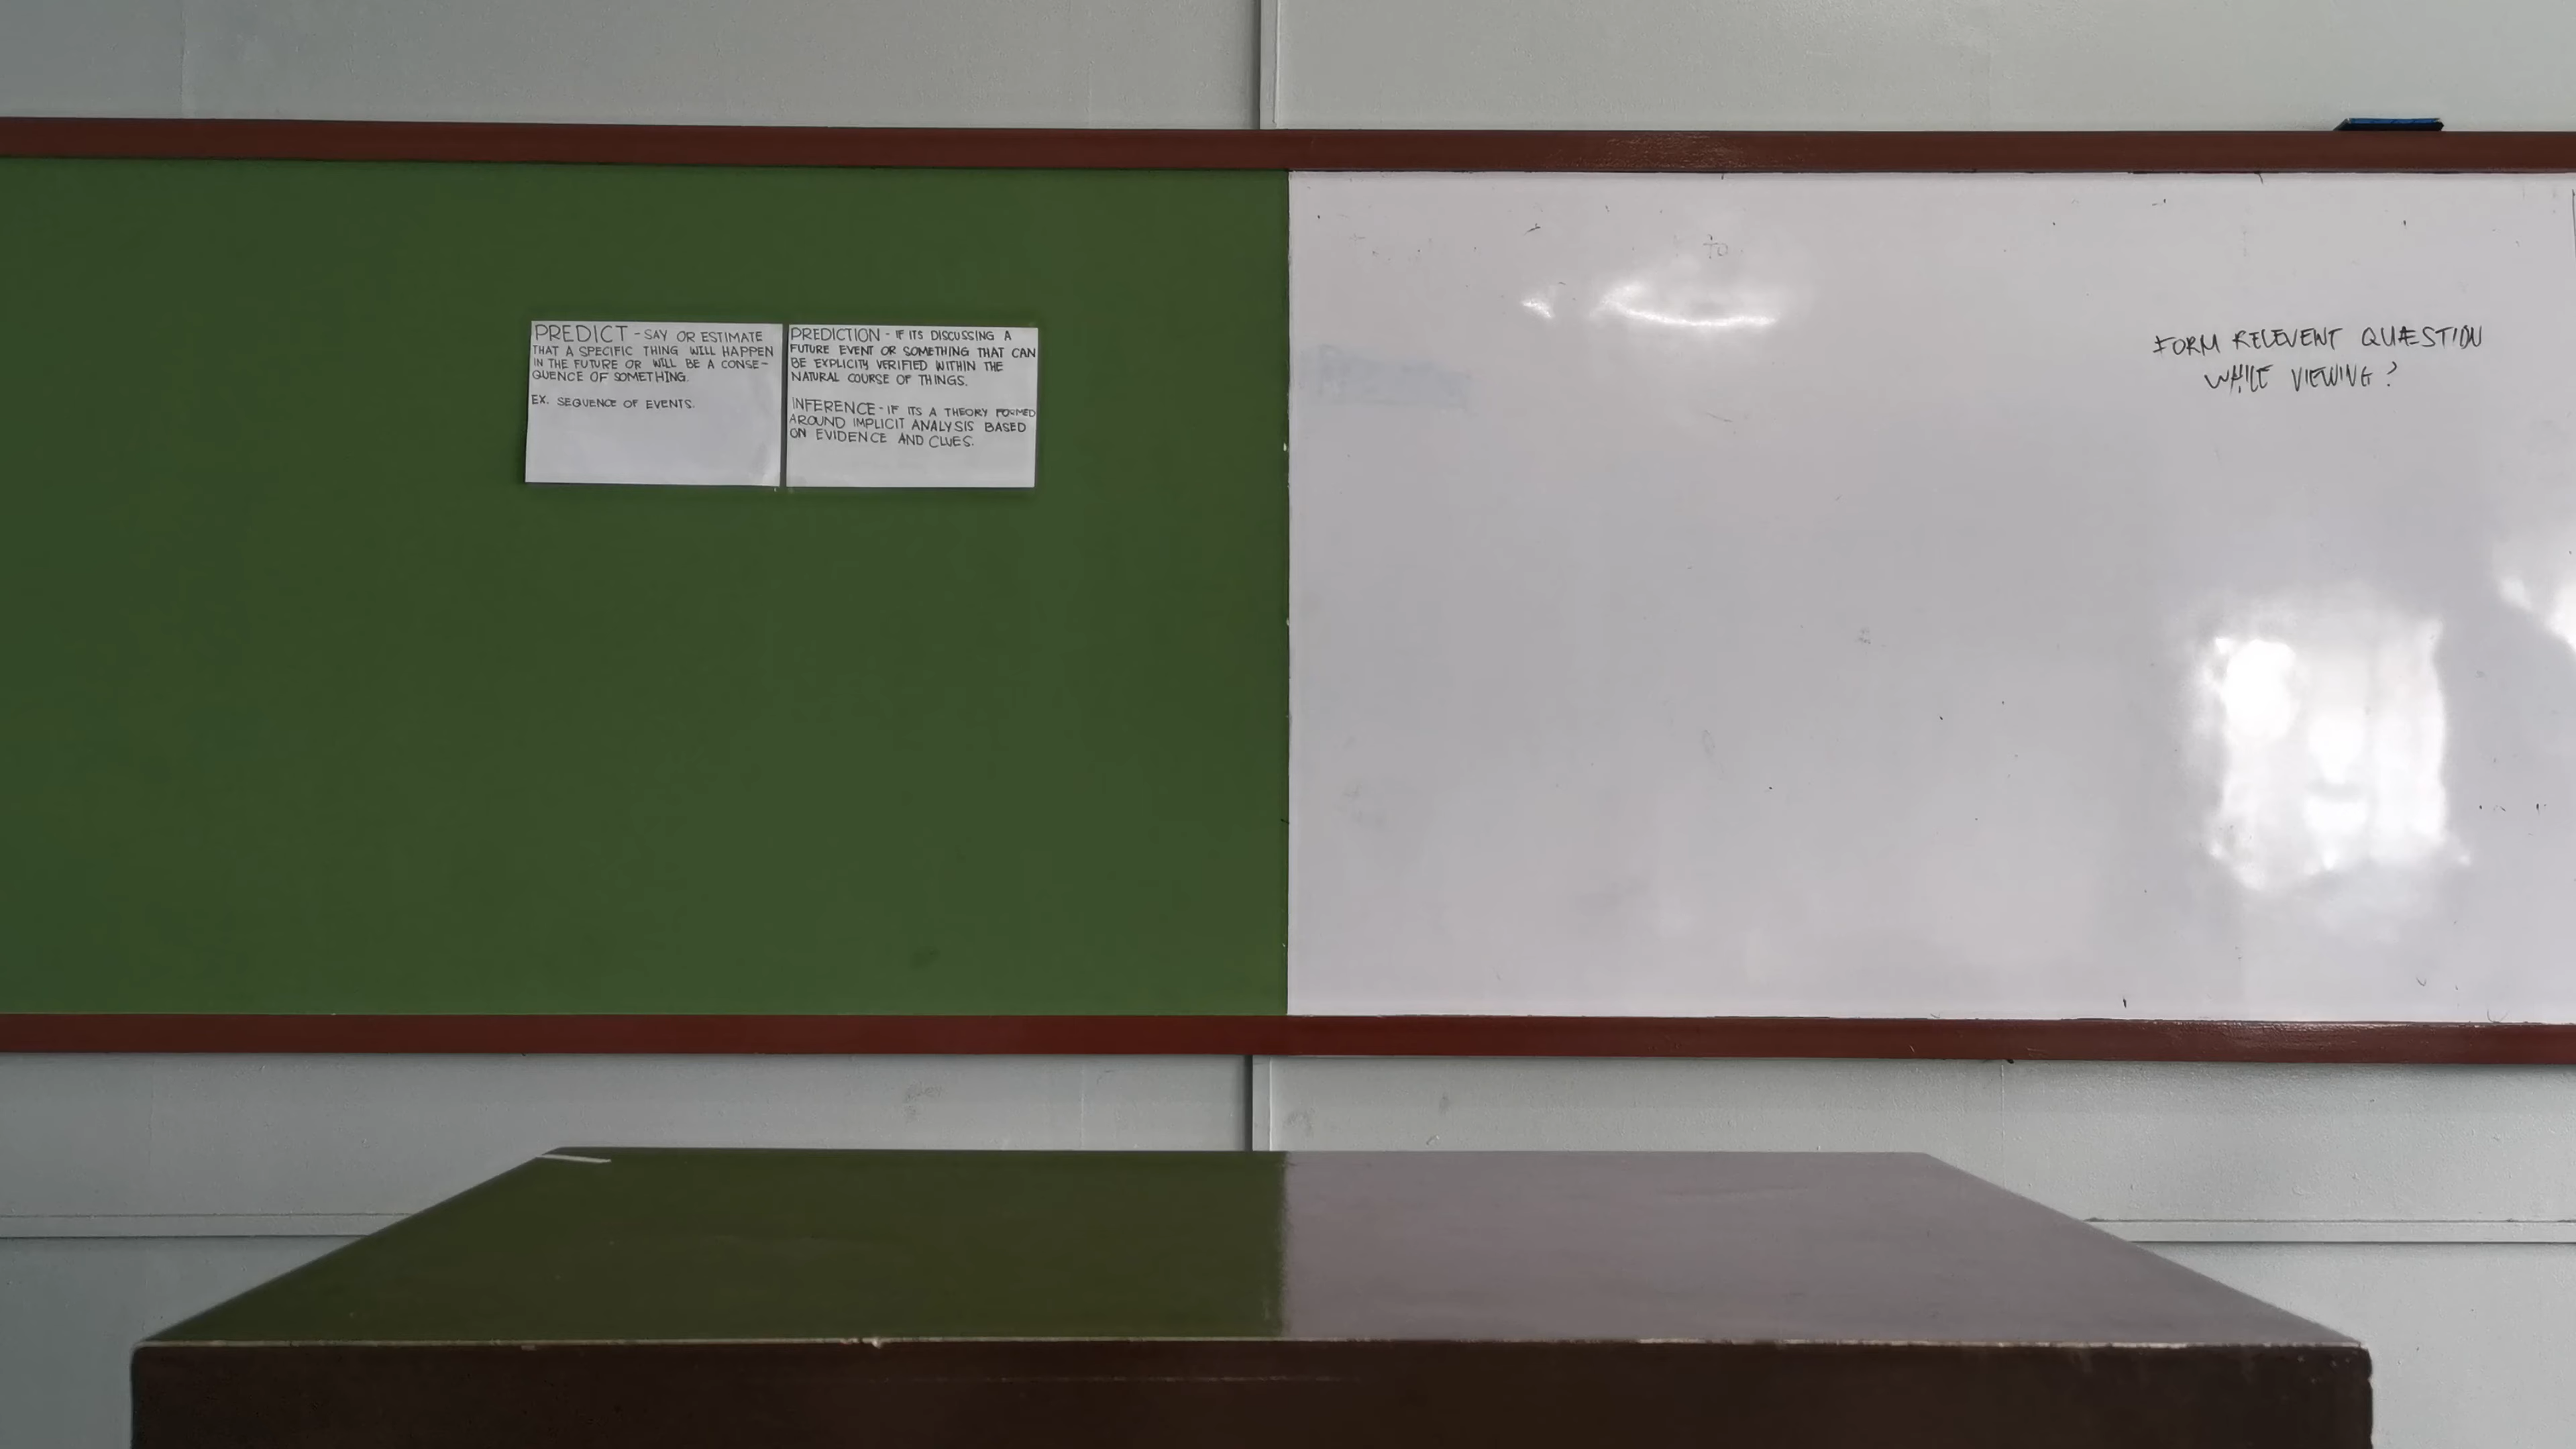 PREDICT - SAY OR ESTIMATE
THAT A SPECIFIC THING WILL HAPPEN
IN THE FUTURE OR WILL BE A CONSE-
QUENCE OF SOMETHING.
EX. SEQUENCE OF EVENTS.
PREDICTION - IF ITS DISCUSSING A
FUTURE EVENT OR SOMETHING THAT CAN
BE EXPLICITY VERIFIED WITHIN THE
NATURAL COURSE OF THINGS.
INFERENCE - IF ITS A THEORY FORMED
AROUND IMPLICIT ANALYSIS BASED
ON EVIDENCE AND CLUES.
TO
FORM RELEVENT QUESTION
WHILE VIEWING?